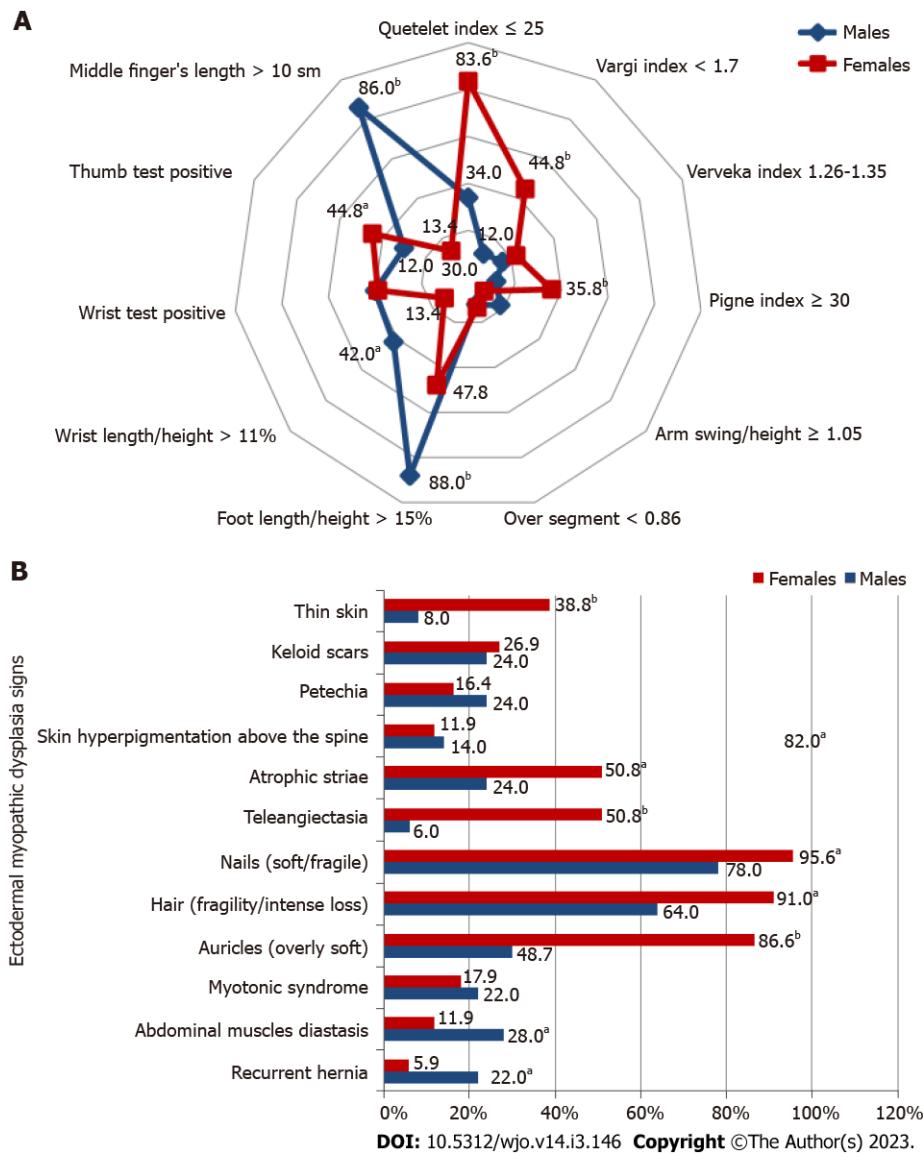 A
Quetelet index ≤ 25
Males
Females
83.6ᵇ
Middle finger's length > 10 sm
Vargi index < 1.7
86.0ᵇ
Thumb test positive
34.0
44.8ᵇ
Verveka index 1.26-1.35
44.8ᵃ
13.4
12.0
12.0
30.0
35.8ᵇ
Wrist test positive
13.4
Pigne index ≥ 30
42.0ᵃ
47.8
Wrist length/height > 11%
Arm swing/height ≥ 1.05
88.0ᵇ
Foot length/height > 15%
Over segment < 0.86
B
Females
Males
Ectodermal myopathic dysplasia signs
Thin skin
38.8ᵇ
8.0
Keloid scars
26.9
24.0
Petechia
16.4
24.0
Skin hyperpigmentation above the spine
11.9
14.0
82.0ᵃ
Atrophic striae
50.8ᵃ
24.0
Teleangiectasia
50.8ᵇ
6.0
Nails (soft/fragile)
95.6ᵃ
78.0
Hair (fragility/intense loss)
91.0ᵃ
64.0
Auricles (overly soft)
86.6ᵇ
48.7
Myotonic syndrome
17.9
22.0
Abdominal muscles diastasis
11.9
28.0ᵃ
Recurrent hernia
5.9
22.0ᵃ
0% 20% 40% 60% 80% 100% 120%
DOI: 10.5312/wjo.v14.i3.146 Copyright ©The Author(s) 2023.